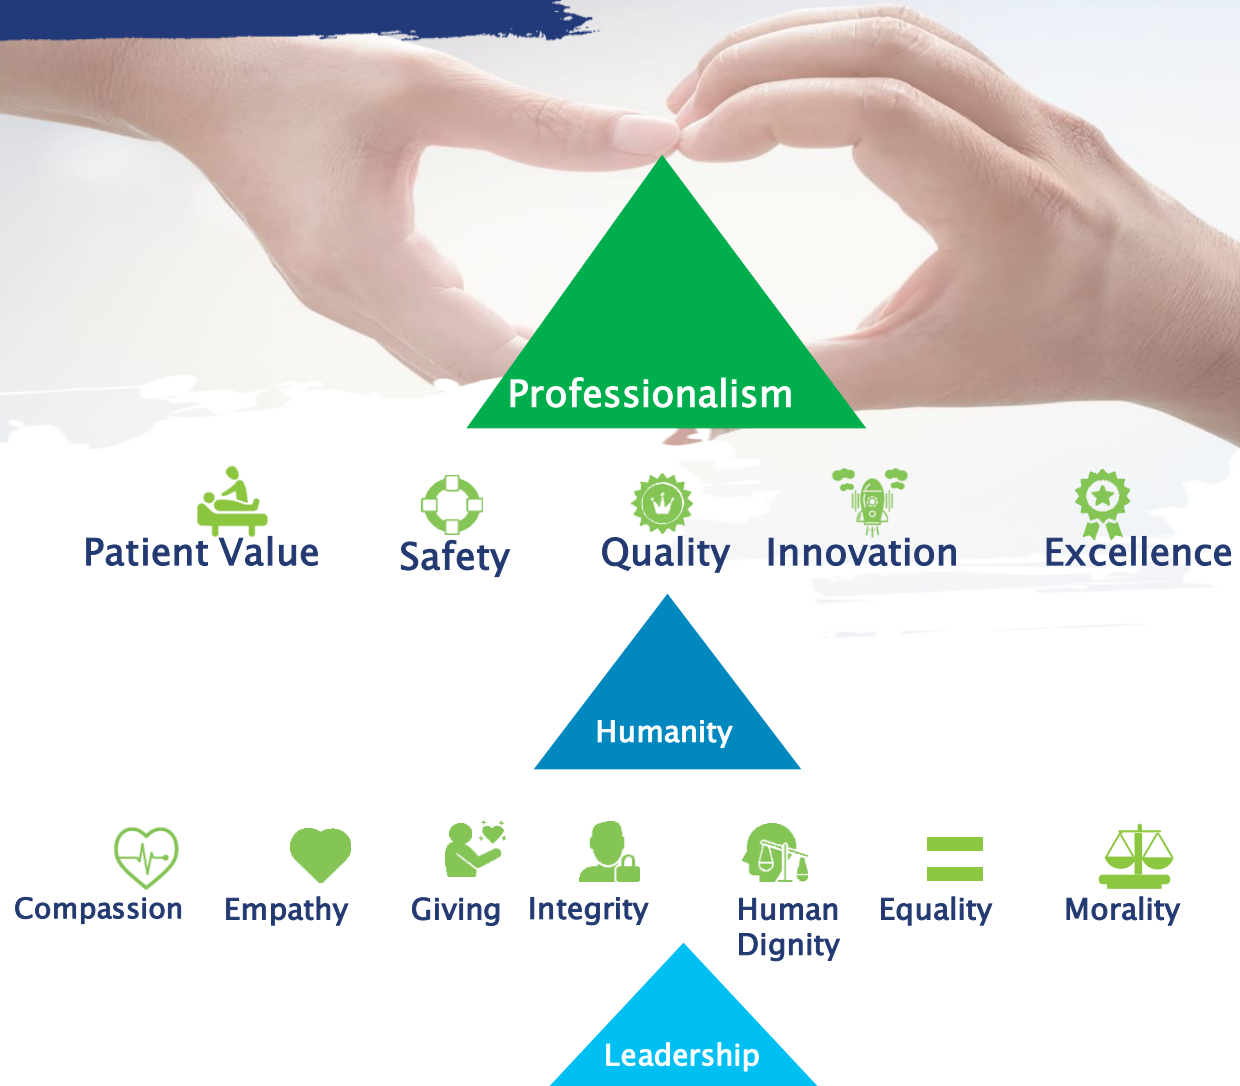 Professionalism
Patient Value
Safety
Quality
Innovation
Excellence
Humanity
Compassion
Empathy
Giving
Integrity
Human
Dignity
Equality
Morality
Leadership